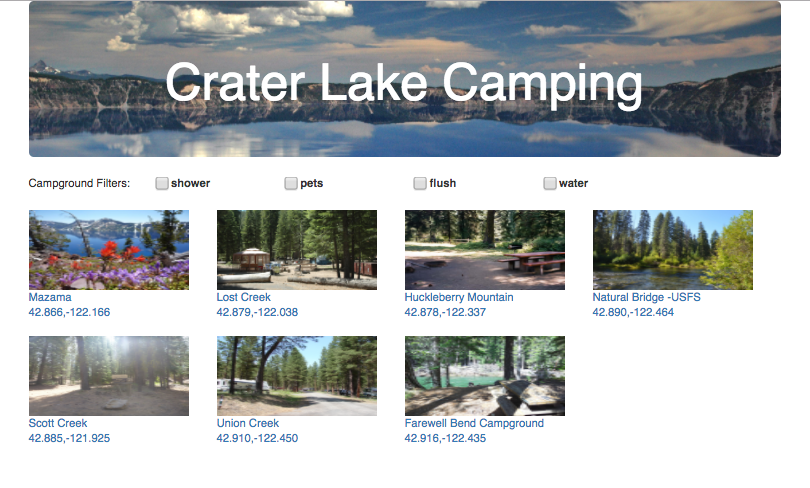 Crater Lake Camping
Campground Filters: shower pets flush water
Mazama
42.866,-122.166
Lost Creek
42.879,-122.038
Huckleberry Mountain
42.878,-122.337
Natural Bridge -USFS
42.890,-122.464
Scott Creek
42.885,-121.925
Union Creek
42.910,-122.450
Farewell Bend Campground
42.916,-122.435